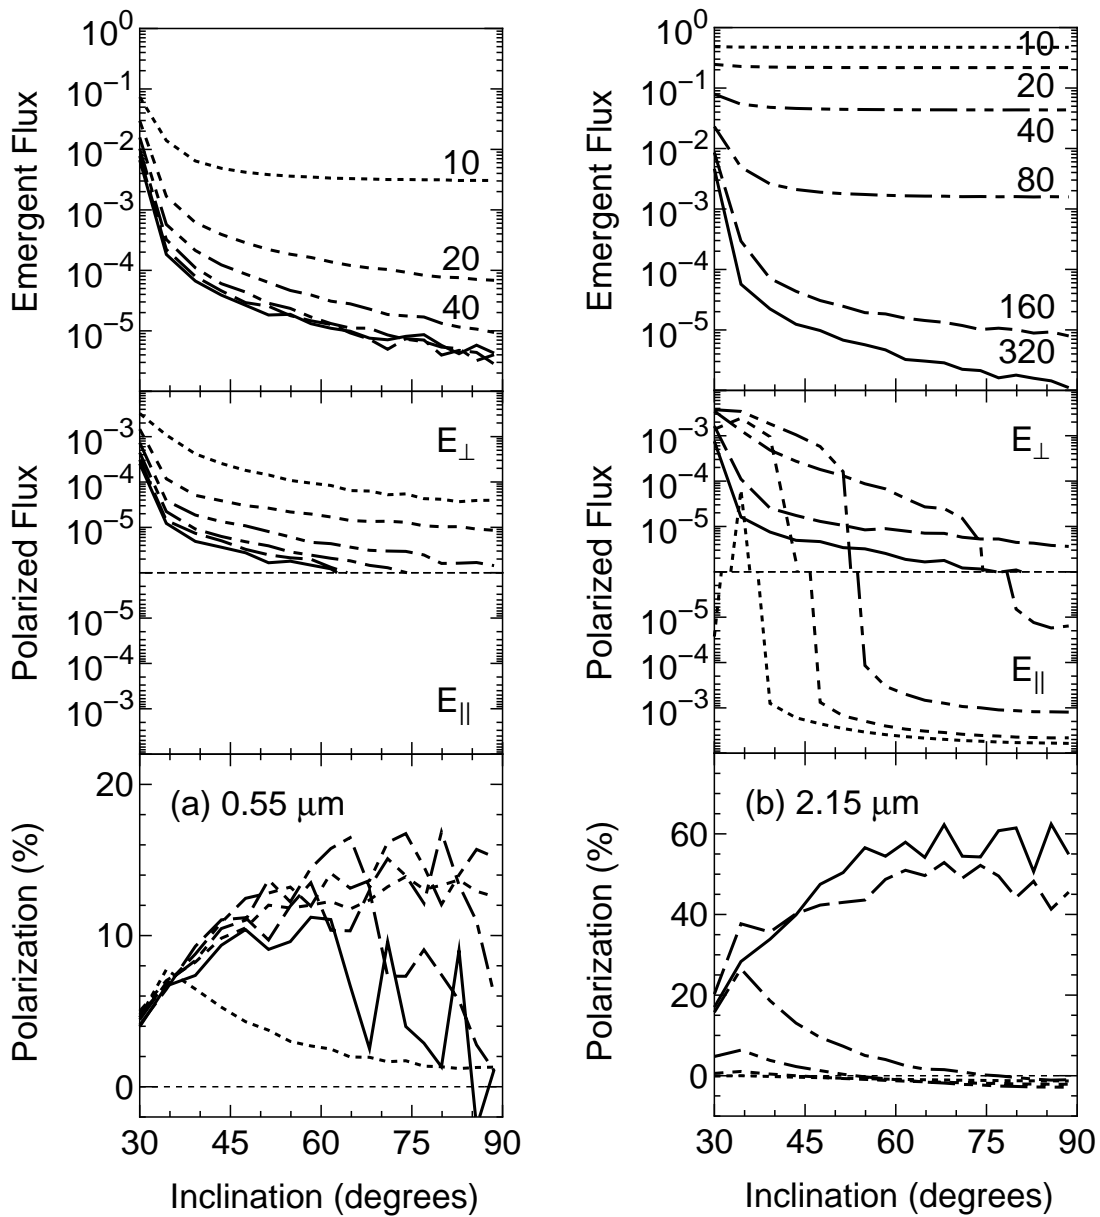 Emergent Flux
10⁰
10⁻¹
10⁻²
10⁻³
10⁻⁴
10⁻⁵
10
20
40
Polarized Flux
10⁻³
10⁻⁴
10⁻⁵
10⁻⁵
10⁻⁴
10⁻³
E⊥
E||
Polarization (%)
20
10
0
(a) 0.55 μm
30 45 60 75 90
Inclination (degrees)
Emergent Flux
10⁰
10⁻¹
10⁻²
10⁻³
10⁻⁴
10⁻⁵
10
20
40
80
160
320
Polarized Flux
10⁻³
10⁻⁴
10⁻⁵
10⁻⁵
10⁻⁴
10⁻³
E⊥
E||
Polarization (%)
60
40
20
0
(b) 2.15 μm
30 45 60 75 90
Inclination (degrees)